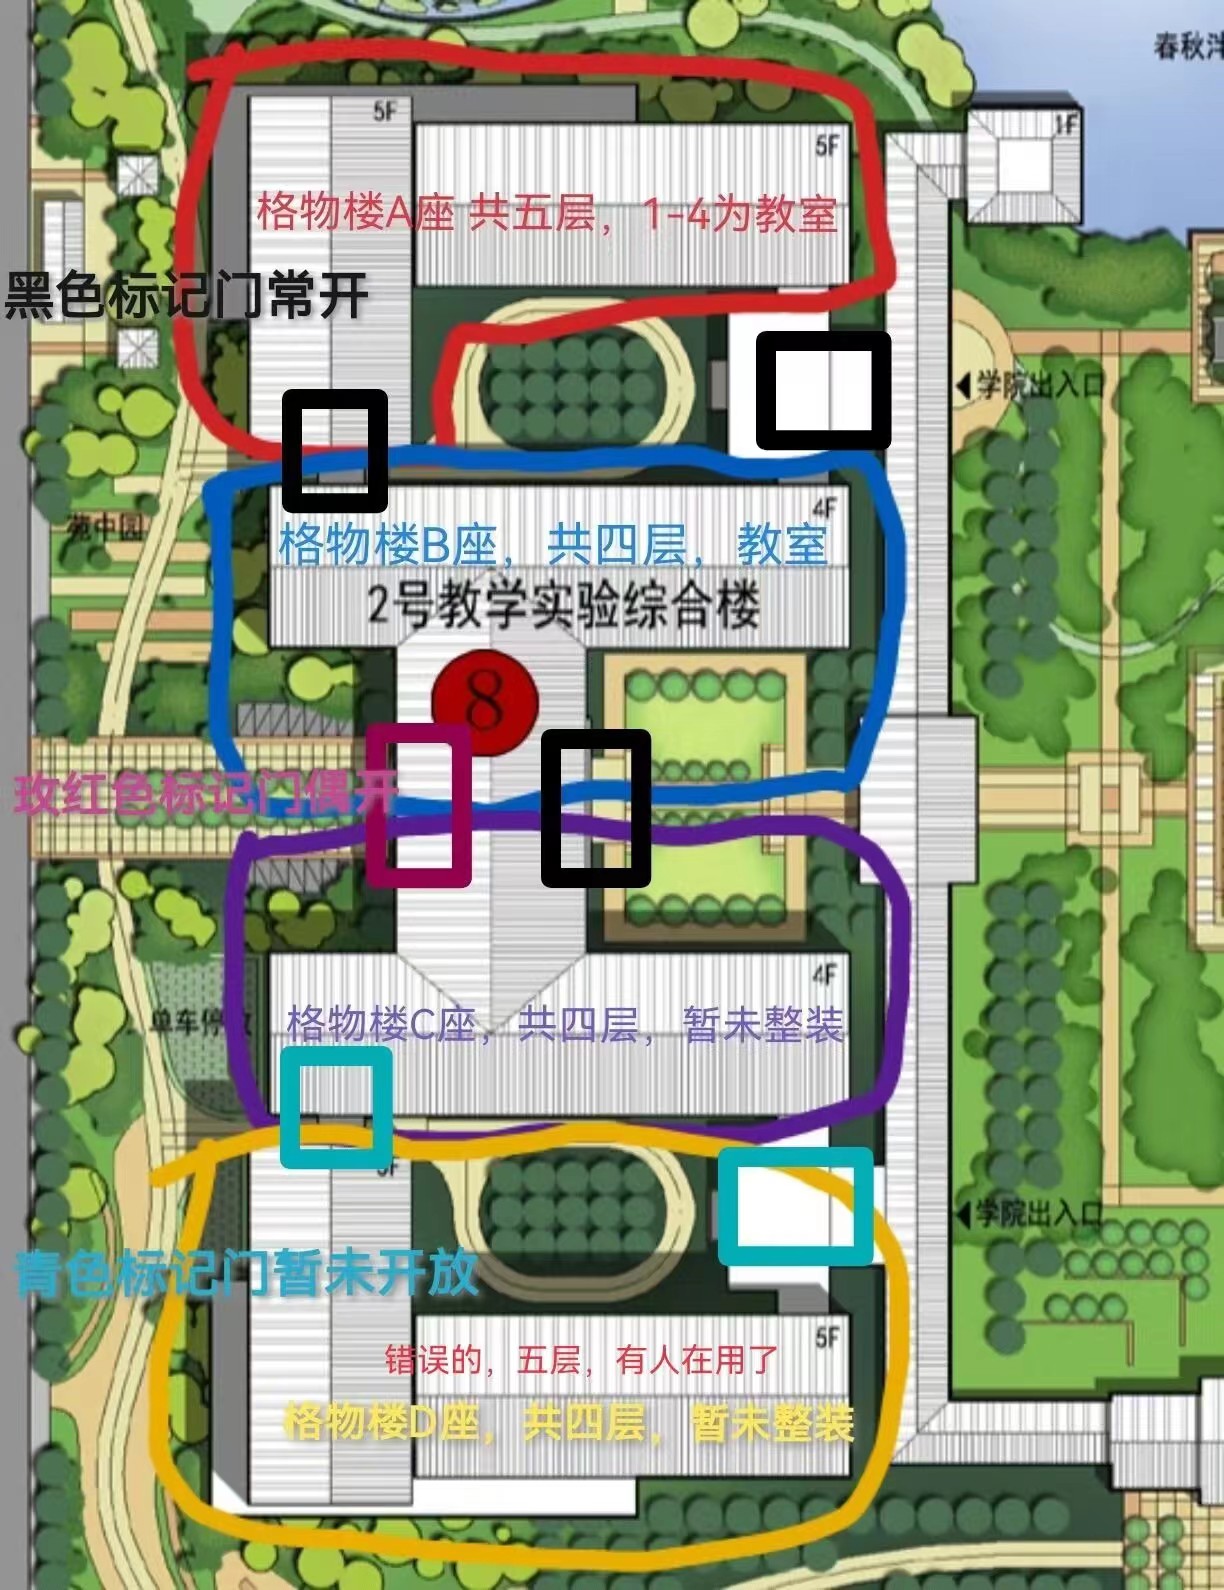 春秋泮
5F
1F
5F
格物楼A座 共五层，1-4为教室
黑色标记门常开
学院出入口
4F
苑中园
格物楼B座，共四层，教室
2号教学实验综合楼
8
玫红色标记门偶开
4F
单车停
格物楼C座，共四层，暂未整装
5F
学院出入口
青色标记门暂未开放
5F
错误的，五层，有人在用了
格物楼D座，共四层，暂未整装